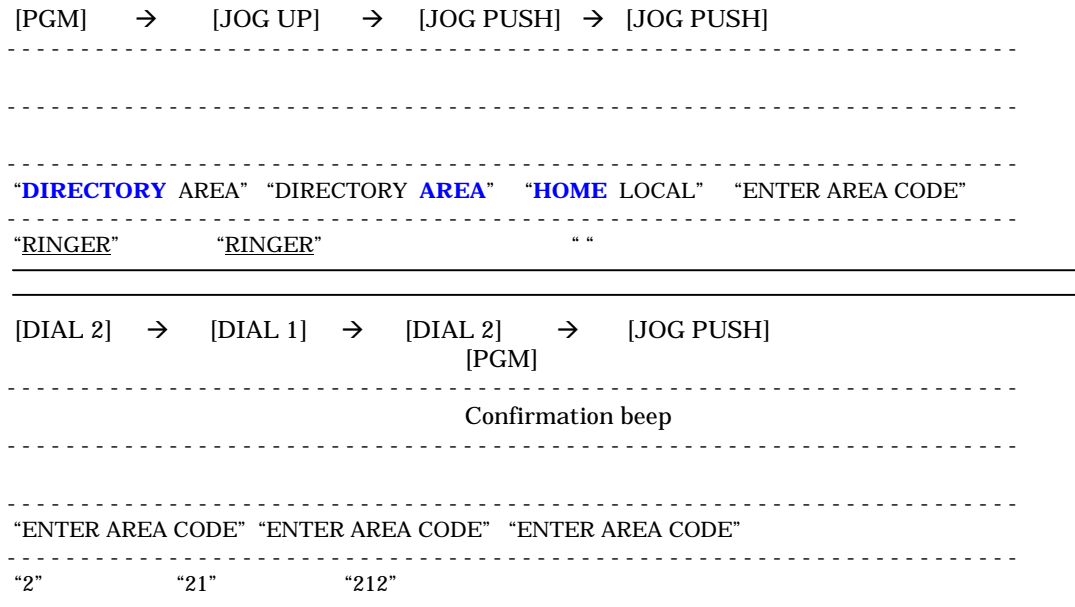 [PGM] → [JOG UP] → [JOG PUSH] → [JOG PUSH]
“DIRECTORY AREA” “DIRECTORY AREA” “HOME LOCAL” “ENTER AREA CODE”
“RINGER” “RINGER” “ “
[DIAL 2] → [DIAL 1] → [DIAL 2] → [JOG PUSH]
[PGM]
Confirmation beep
“ENTER AREA CODE” “ENTER AREA CODE” “ENTER AREA CODE”
“2” “21” “212”